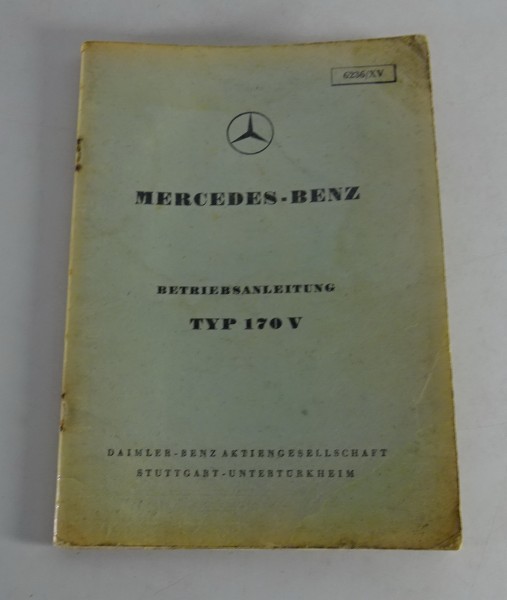 6236/XV
MERCEDES-BENZ
BETRIEBSANLEITUNG
TYP 170 V
DAIMLER-BENZ AKTIENGESELLSCHAFT
STUTTGART-UNTERTÜRKHEIM